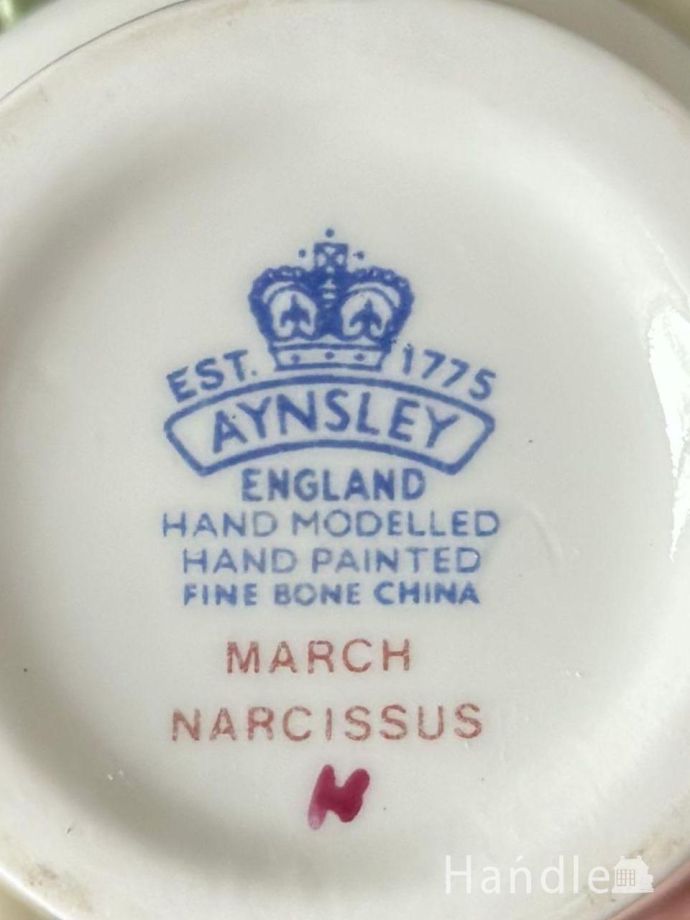 EST. 1775
AYNSLEY
ENGLAND
HAND MODELLED
HAND PAINTED
FINE BONE CHINA
MARCH
NARCISSUS
H
Handle